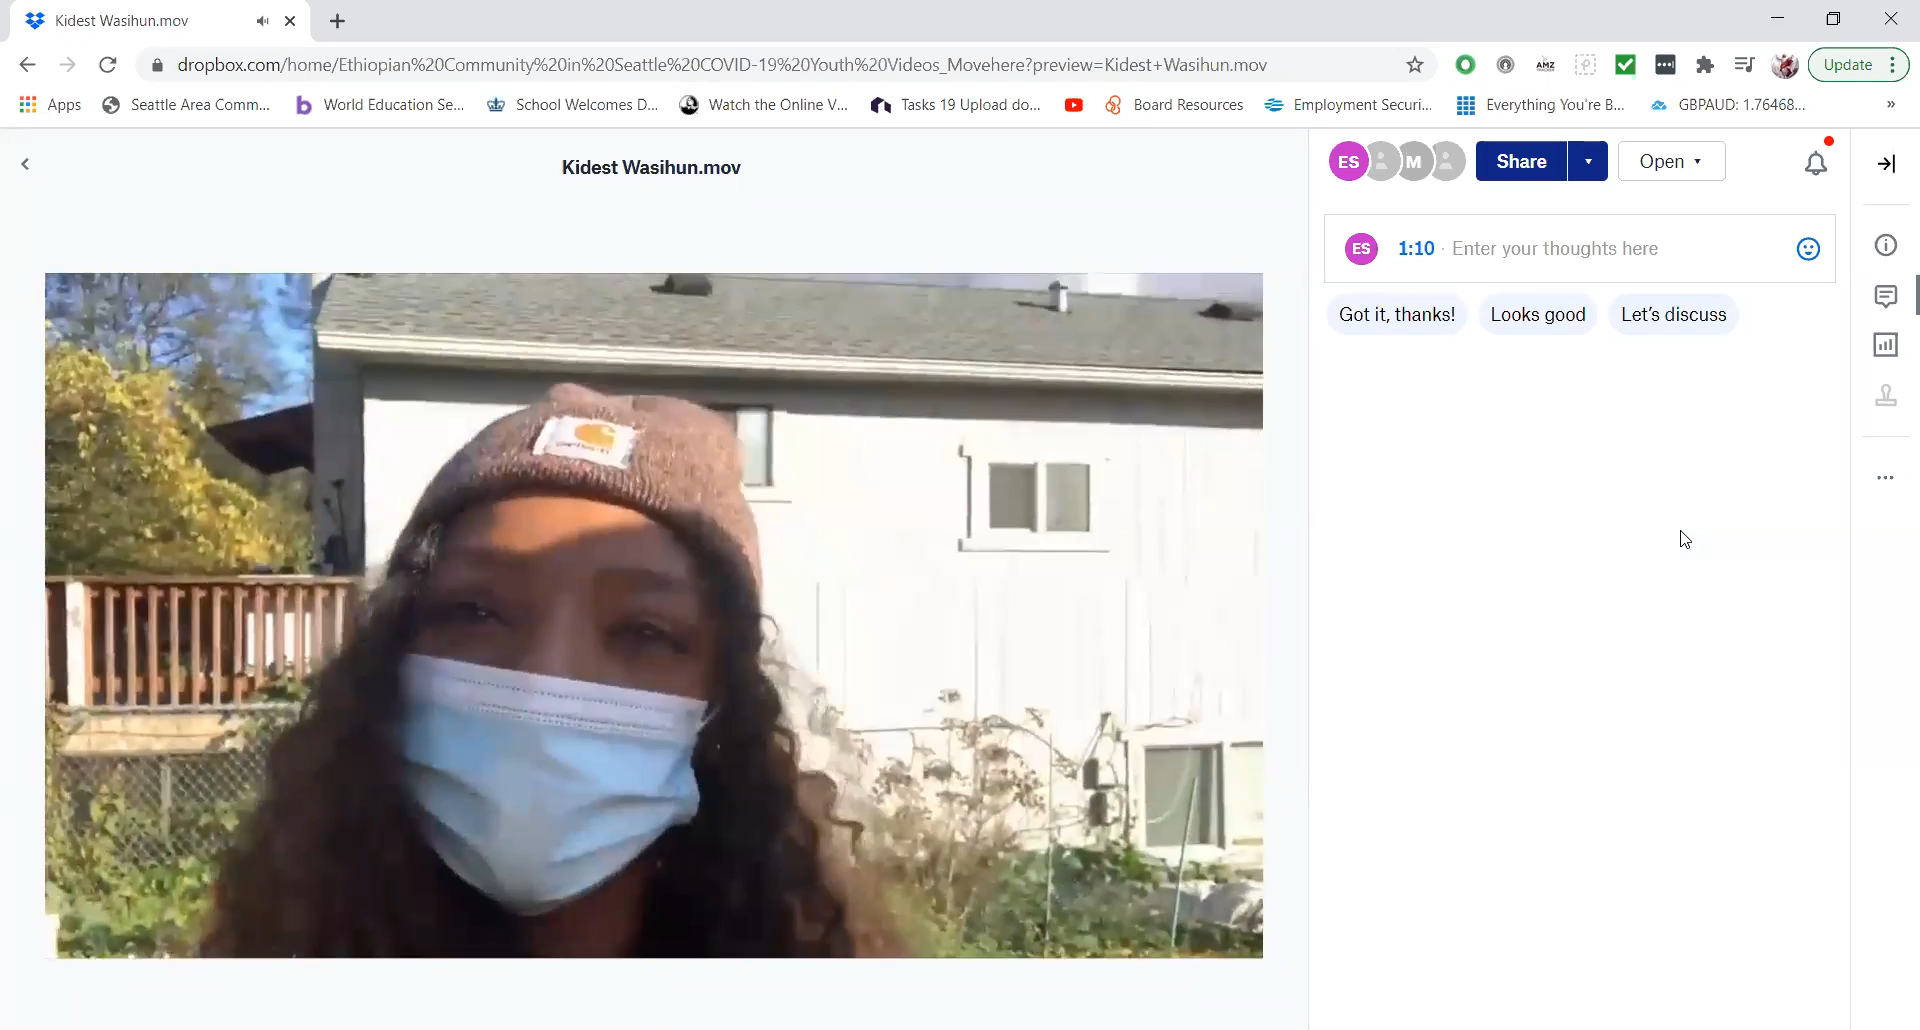 Kidest Wasihun.mov
dropbox.com/home/Ethiopian%20Community%20in%20Seattle%20COVID-19%20Youth%20Videos_Movehere?preview=Kidest+Wasihun.mov
AMZ
Update
Apps
Seattle Area Comm...
World Education Se...
School Welcomes D...
Watch the Online V...
Tasks 19 Upload do...
Board Resources
Employment Securi...
Everything You're B...
GBPAUD: 1.76468...
»
Kidest Wasihun.mov
ES
M
Share
Open
ES
1:10 · Enter your thoughts here
Got it, thanks!
Looks good
Let's discuss